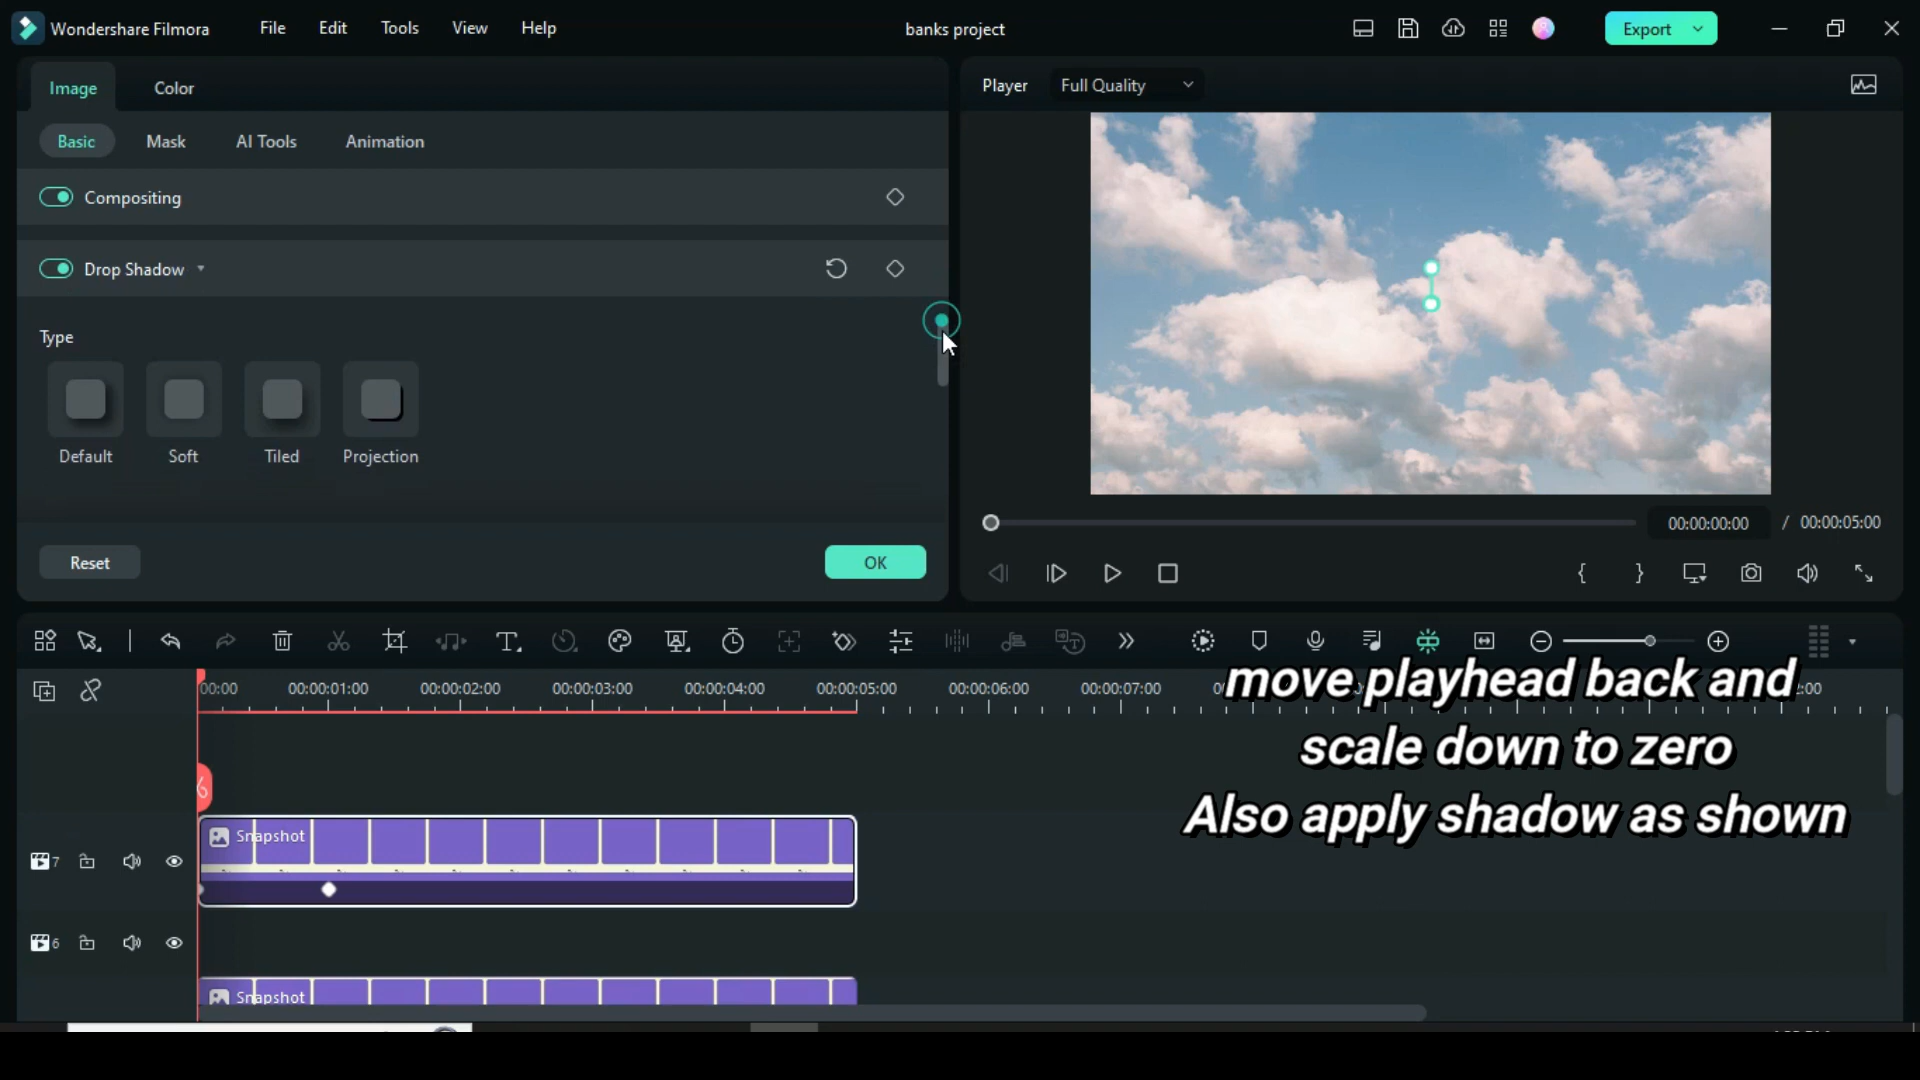 Wondershare Filmora
File
Edit
Tools
View
Help
banks project
Export
Image
Color
Player
Full Quality
Basic
Mask
AI Tools
Animation
Compositing
Drop Shadow
Type
Default
Soft
Tiled
Projection
Reset
OK
00:00:00:00 / 00:00:05:00
00:00
00:00:01:00
00:00:02:00
00:00:03:00
00:00:04:00
00:00:05:00
00:00:06:00
00:00:07:00
move playhead back and
scale down to zero
Also apply shadow as shown
Snapshot
7
6
Snapshot